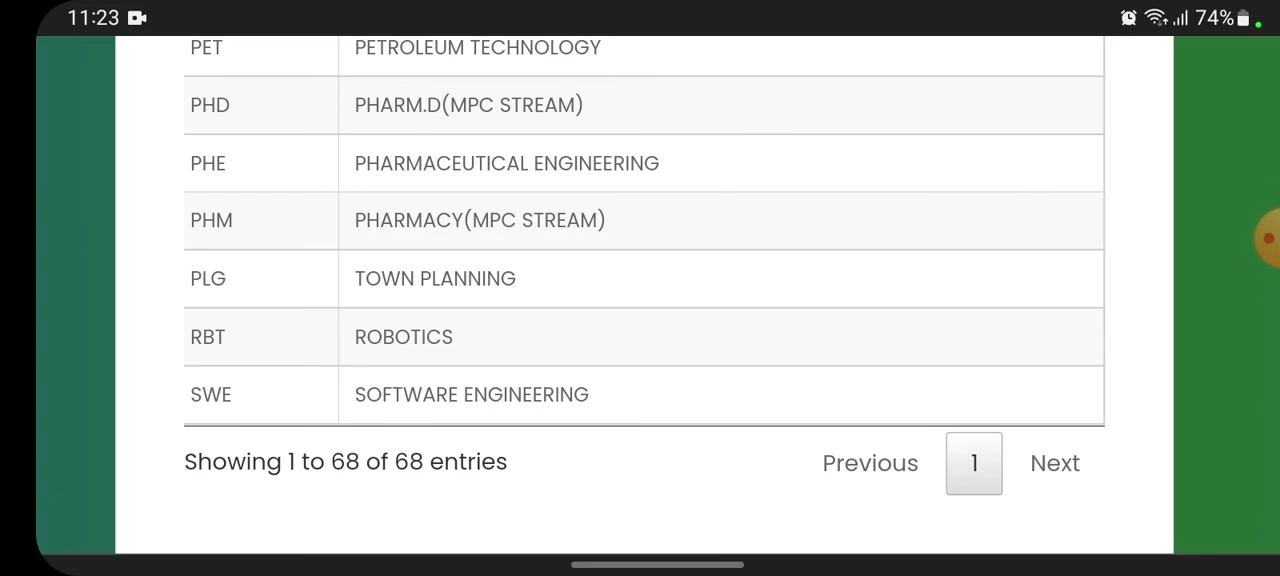 11:23
74%
PET PETROLEUM TECHNOLOGY
PHD PHARM.D(MPC STREAM)
PHE PHARMACEUTICAL ENGINEERING
PHM PHARMACY(MPC STREAM)
PLG TOWN PLANNING
RBT ROBOTICS
SWE SOFTWARE ENGINEERING
Showing 1 to 68 of 68 entries
Previous 1 Next